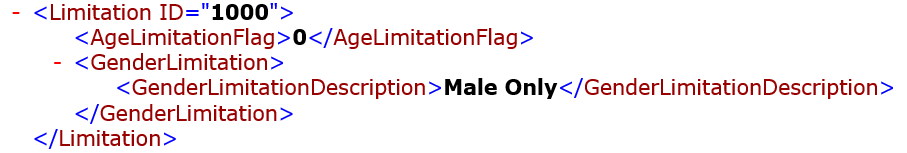 - <Limitation ID="1000">
<AgeLimitationFlag>0</AgeLimitationFlag>
- <GenderLimitation>
<GenderLimitationDescription>Male Only</GenderLimitationDescription>
</GenderLimitation>
</Limitation>